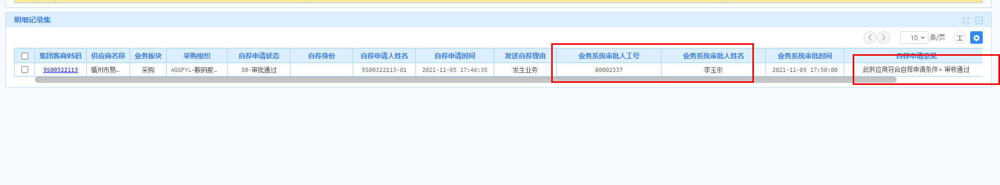 明细记录集
10 条/页
集团客商9S码 供应商名称 业务板块 采购组织 自荐申请状态 自荐身份 自荐申请人姓名 自荐申请时间 发送自荐理由 业务系统审批人工号 业务系统审批人姓名 业务系统审批时间 自荐申请意见
9S00322113 福州市易... 采购 AGGFYL-鞍钢股... 30-审批通过 9S00322113-01 2021-11-05 17:46:35 发生业务 00002337 李玉东 2021-11-05 17:50:00 此供应商符合自荐申请条件。审核通过